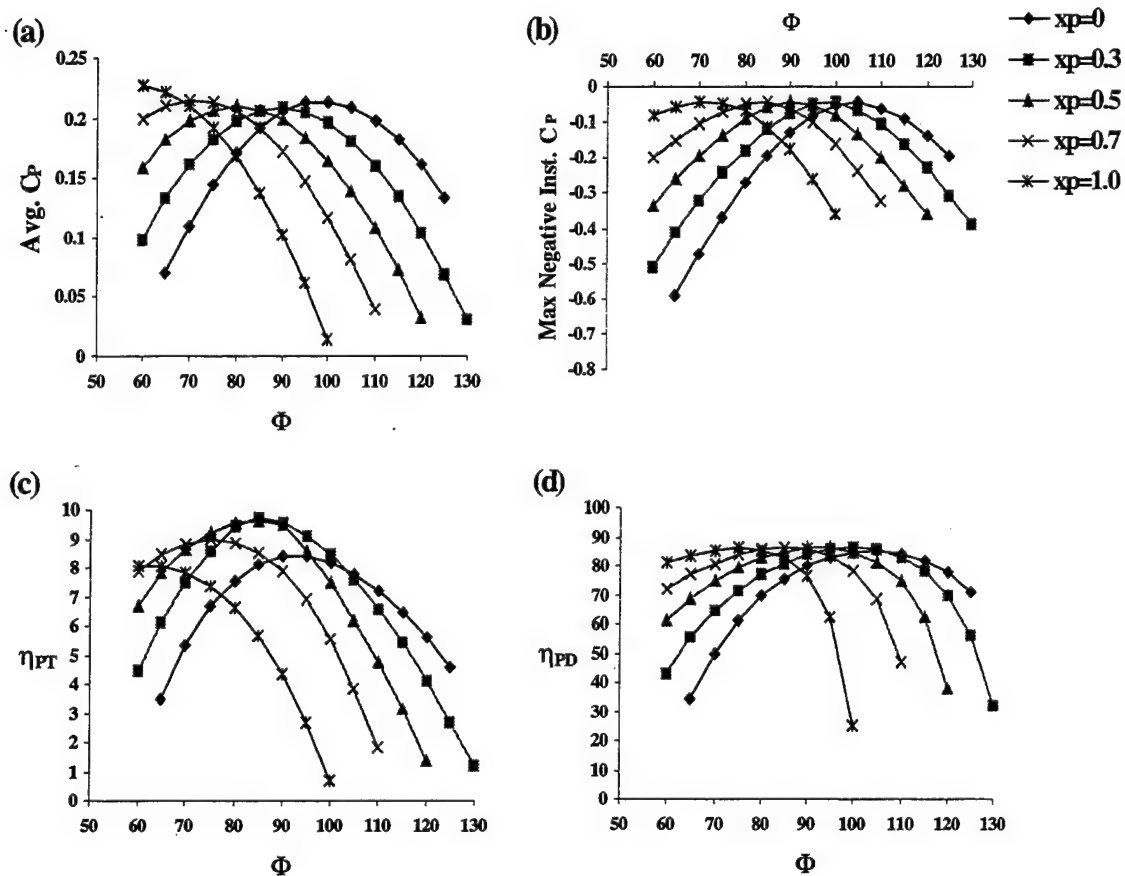 (a)
0.25
0.2
0.15
0.1
0.05
0
Avg. CP
50 60 70 80 90 100 110 120 130
Φ
(b)
Φ
50 60 70 80 90 100 110 120 130
0
-0.1
-0.2
-0.3
-0.4
-0.5
-0.6
-0.7
-0.8
Max Negative Inst. CP
xp=0
xp=0.3
xp=0.5
xp=0.7
xp=1.0
(c)
10
9
8
7
6
5
4
3
2
1
0
ηPT
50 60 70 80 90 100 110 120 130
Φ
(d)
100
90
80
70
60
50
40
30
20
10
0
ηPD
50 60 70 80 90 100 110 120 130
Φ